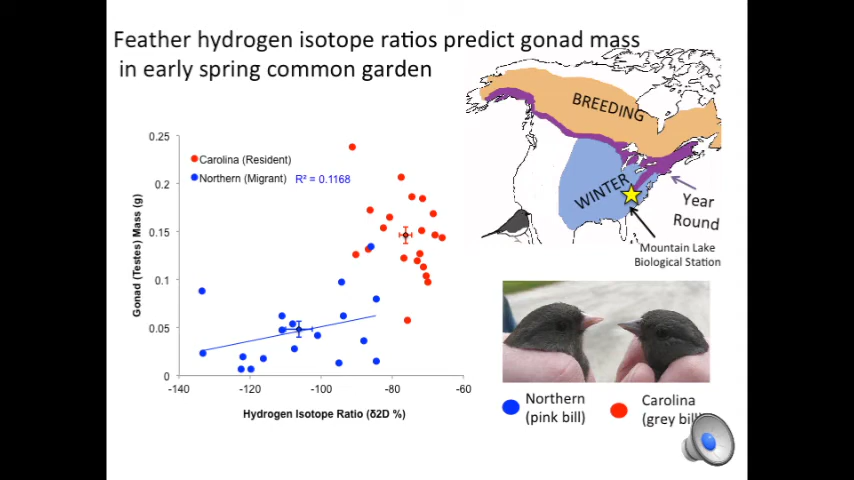 Feather hydrogen isotope ratios predict gonad mass
in early spring common garden
BREEDING
WINTER
Year
Round
Mountain Lake
Biological Station
0.25
0.2
0.15
0.1
0.05
0
Gonad (Testes) Mass (g)
Carolina (Resident)
Northern (Migrant) R² = 0.1168
-140 -120 -100 -80 -60
Hydrogen Isotope Ratio (δ2D %)
Northern
(pink bill)
Carolina
(grey